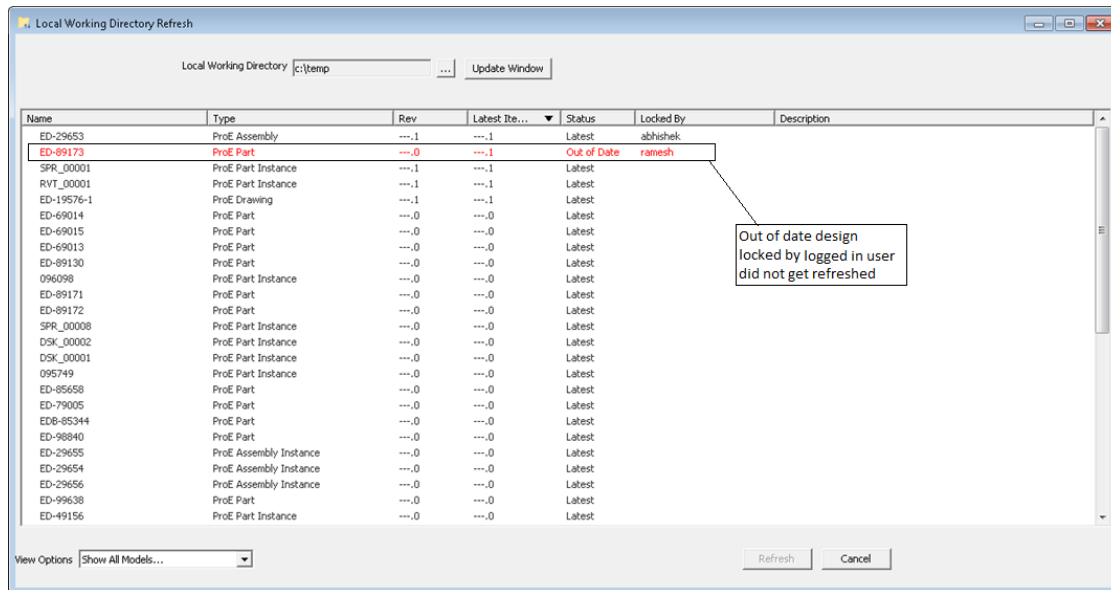 Local Working Directory Refresh
Local Working Directory c:\temp ... Update Window
Name Type Rev Latest Ite... Status Locked By Description
ED-29653 ProE Assembly ---.1 ---.1 Latest abhishek
ED-89173 ProE Part ---.0 ---.1 Out of Date ramesh
SPR_00001 ProE Part Instance ---.1 ---.1 Latest
RVT_00001 ProE Part Instance ---.1 ---.1 Latest
ED-19576-1 ProE Drawing ---.1 ---.1 Latest
ED-69014 ProE Part ---.0 ---.0 Latest
ED-69015 ProE Part ---.0 ---.0 Latest
ED-69013 ProE Part ---.0 ---.0 Latest
ED-89130 ProE Part ---.0 ---.0 Latest
096098 ProE Part Instance ---.0 ---.0 Latest
ED-89171 ProE Part ---.0 ---.0 Latest
ED-89172 ProE Part ---.0 ---.0 Latest
SPR_00008 ProE Part Instance ---.0 ---.0 Latest
DSK_00002 ProE Part Instance ---.0 ---.0 Latest
DSK_00001 ProE Part Instance ---.0 ---.0 Latest
095749 ProE Part Instance ---.0 ---.0 Latest
ED-85658 ProE Part ---.0 ---.0 Latest
ED-79005 ProE Part ---.0 ---.0 Latest
EDB-85344 ProE Part ---.0 ---.0 Latest
ED-98840 ProE Part ---.0 ---.0 Latest
ED-29655 ProE Assembly Instance ---.0 ---.0 Latest
ED-29654 ProE Assembly Instance ---.0 ---.0 Latest
ED-29656 ProE Assembly Instance ---.0 ---.0 Latest
ED-99638 ProE Part ---.0 ---.0 Latest
ED-49156 ProE Part Instance ---.0 ---.0 Latest
Out of date design
locked by logged in user
did not get refreshed
View Options Show All Models... Refresh Cancel